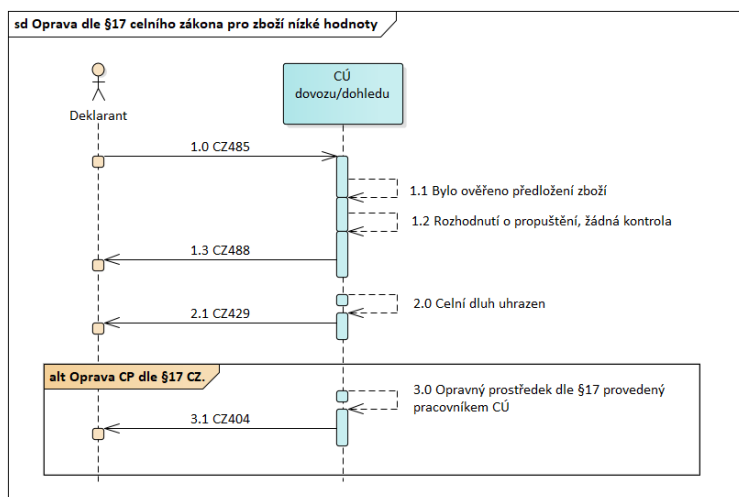 sd Oprava dle §17 celního zákona pro zboží nízké hodnoty
CÚ
dovozu/dohledu
Deklarant
1.0 CZ485
1.1 Bylo ověřeno předložení zboží
1.2 Rozhodnutí o propuštění, žádná kontrola
1.3 CZ488
2.0 Celní dluh uhrazen
2.1 CZ429
alt Oprava CP dle §17 CZ.
3.0 Opravný prostředek dle §17 provedený
pracovníkem CÚ
3.1 CZ404